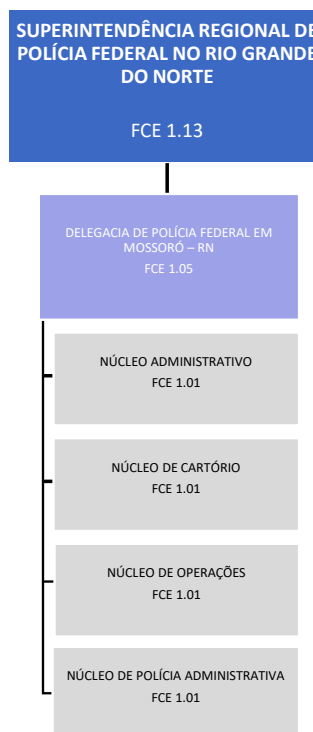 SUPERINTENDÊNCIA REGIONAL DE
POLÍCIA FEDERAL NO RIO GRANDE
DO NORTE
FCE 1.13
DELEGACIA DE POLÍCIA FEDERAL EM
MOSSORÓ – RN
FCE 1.05
NÚCLEO ADMINISTRATIVO
FCE 1.01
NÚCLEO DE CARTÓRIO
FCE 1.01
NÚCLEO DE OPERAÇÕES
FCE 1.01
NÚCLEO DE POLÍCIA ADMINISTRATIVA
FCE 1.01